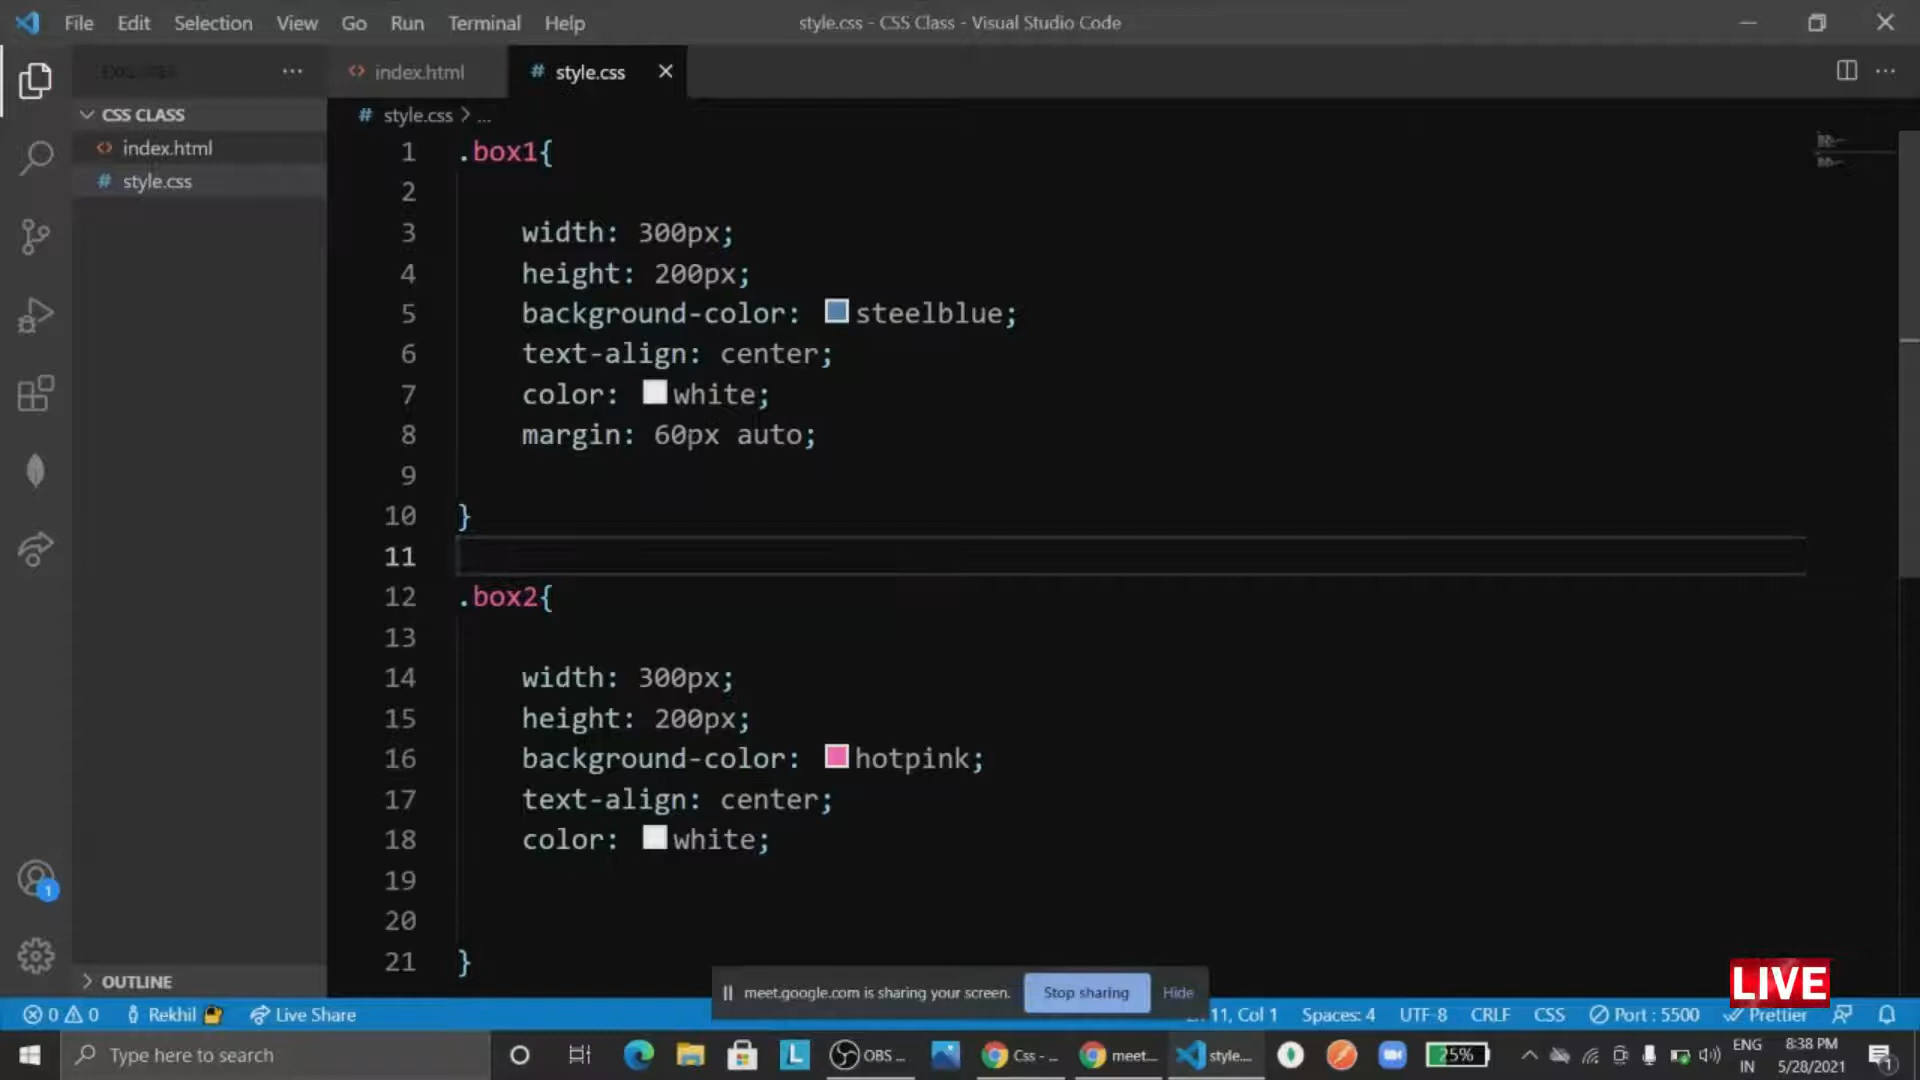 File Edit Selection View Go Run Terminal Help
style.css - CSS Class - Visual Studio Code
index.html
# style.css
CSS CLASS
index.html
# style.css
OUTLINE
# style.css > ...
1 .box1{
2
3 width: 300px;
4 height: 200px;
5 background-color: steelblue;
6 text-align: center;
7 color: white;
8 margin: 60px auto;
9
10 }
11
12 .box2{
13
14 width: 300px;
15 height: 200px;
16 background-color: hotpink;
17 text-align: center;
18 color: white;
19
20
21 }
LIVE
meet.google.com is sharing your screen. Stop sharing Hide
1
0 0 Rekhil Live Share
11, Col 1 Spaces: 4 UTF-8 CRLF CSS Port : 5500 Prettier
Type here to search
L
OBS ...
Css - ...
meet...
style...
25%
ENG
IN
8:38 PM
5/28/2021
1